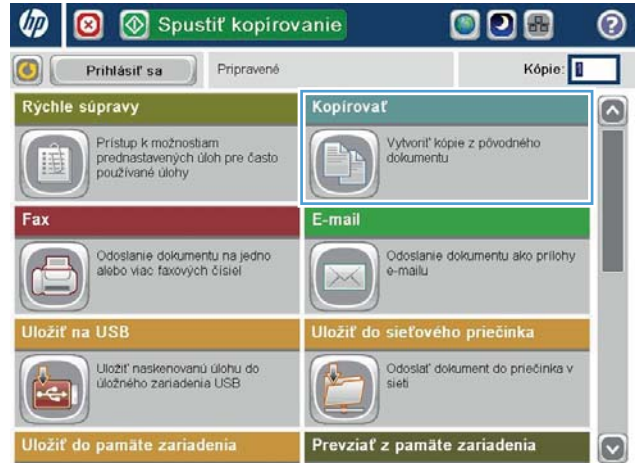 hp
Spustiť kopírovanie
?
Prihlásiť sa
Pripravené
Kópie: 1
Rýchle súpravy
Prístup k možnostiam
prednastavených úloh pre často
používané úlohy
Kopírovať
Vytvoriť kópie z pôvodného
dokumentu
Fax
Odoslanie dokumentu na jedno
alebo viac faxových čísiel
E-mail
Odoslanie dokumentu ako prílohy
e-mailu
Uložiť na USB
Uložiť naskenovanú úlohu do
úložného zariadenia USB
Uložiť do sieťového priečinka
Odoslať dokument do priečinka v
sieti
Uložiť do pamäte zariadenia
Prevziať z pamäte zariadenia